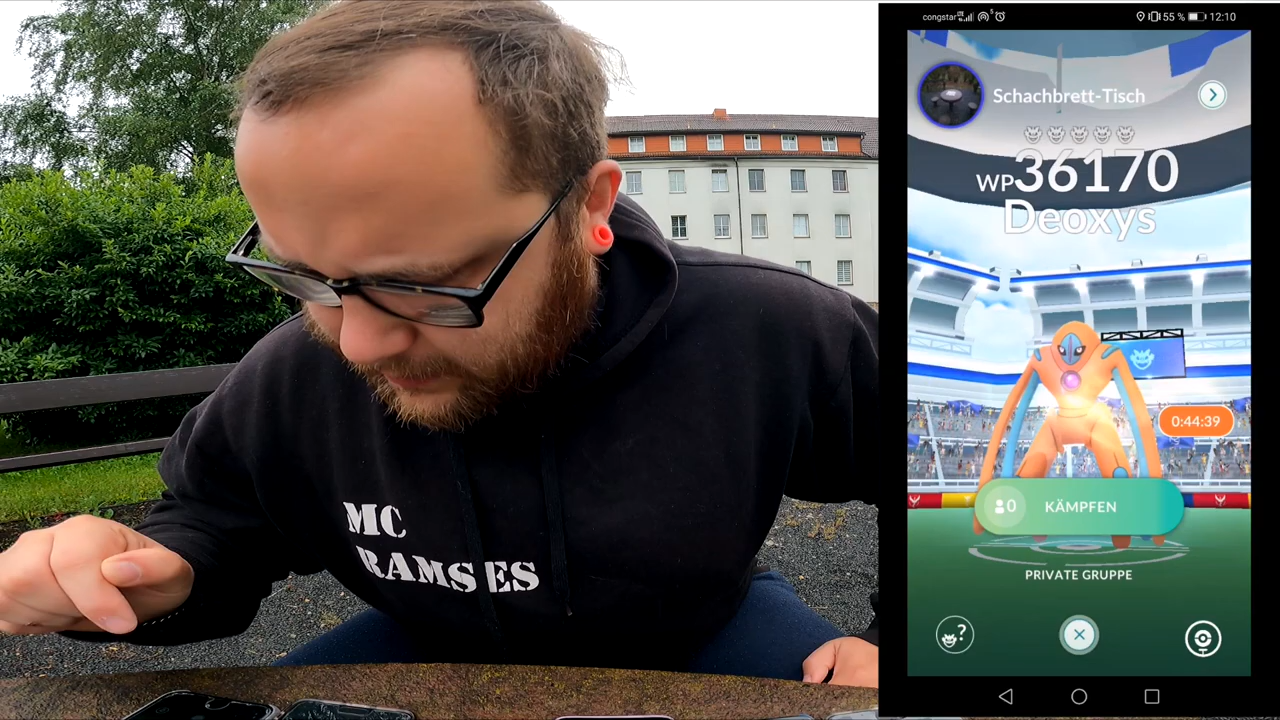 MC
RAMSES
congstar
55 %
12:10
Schachbrett-Tisch
WP36170
Deoxys
0:44:39
0
KÄMPFEN
PRIVATE GRUPPE
?